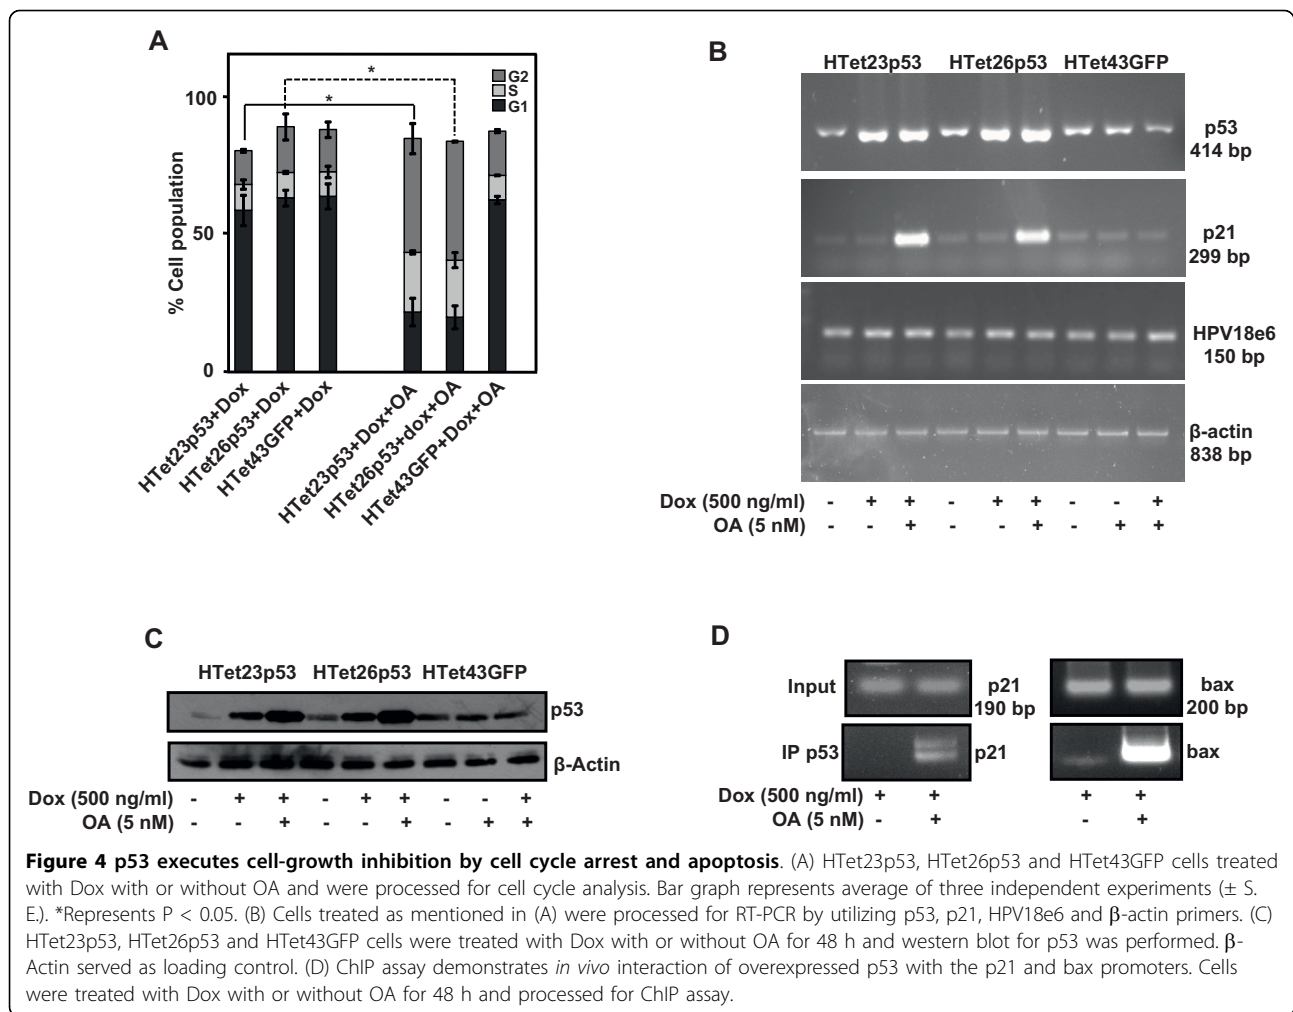 A
% Cell population
100
50
0
*
*
G2
S
G1
HTet23p53+Dox
HTet26p53+Dox
HTet43GFP+Dox
HTet23p53+Dox+OA
HTet26p53+dox+OA
HTet43GFP+Dox+OA
B
HTet23p53 HTet26p53 HTet43GFP
p53
414 bp
p21
299 bp
HPV18e6
150 bp
β-actin
838 bp
Dox (500 ng/ml) - + + - + + - - +
OA (5 nM) - - + - - + - + +
C
HTet23p53 HTet26p53 HTet43GFP
p53
β-Actin
Dox (500 ng/ml) - + + - + + - - +
OA (5 nM) - - + - - + - + +
D
Input p21
190 bp
bax
200 bp
IP p53 p21
bax
Dox (500 ng/ml) + + + +
OA (5 nM) - + - +
Figure 4 p53 executes cell-growth inhibition by cell cycle arrest and apoptosis. (A) HTet23p53, HTet26p53 and HTet43GFP cells treated
with Dox with or without OA and were processed for cell cycle analysis. Bar graph represents average of three independent experiments (± S.
E.). *Represents P < 0.05. (B) Cells treated as mentioned in (A) were processed for RT-PCR by utilizing p53, p21, HPV18e6 and β-actin primers. (C)
HTet23p53, HTet26p53 and HTet43GFP cells were treated with Dox with or without OA for 48 h and western blot for p53 was performed. β-
Actin served as loading control. (D) ChIP assay demonstrates in vivo interaction of overexpressed p53 with the p21 and bax promoters. Cells
were treated with Dox with or without OA for 48 h and processed for ChIP assay.